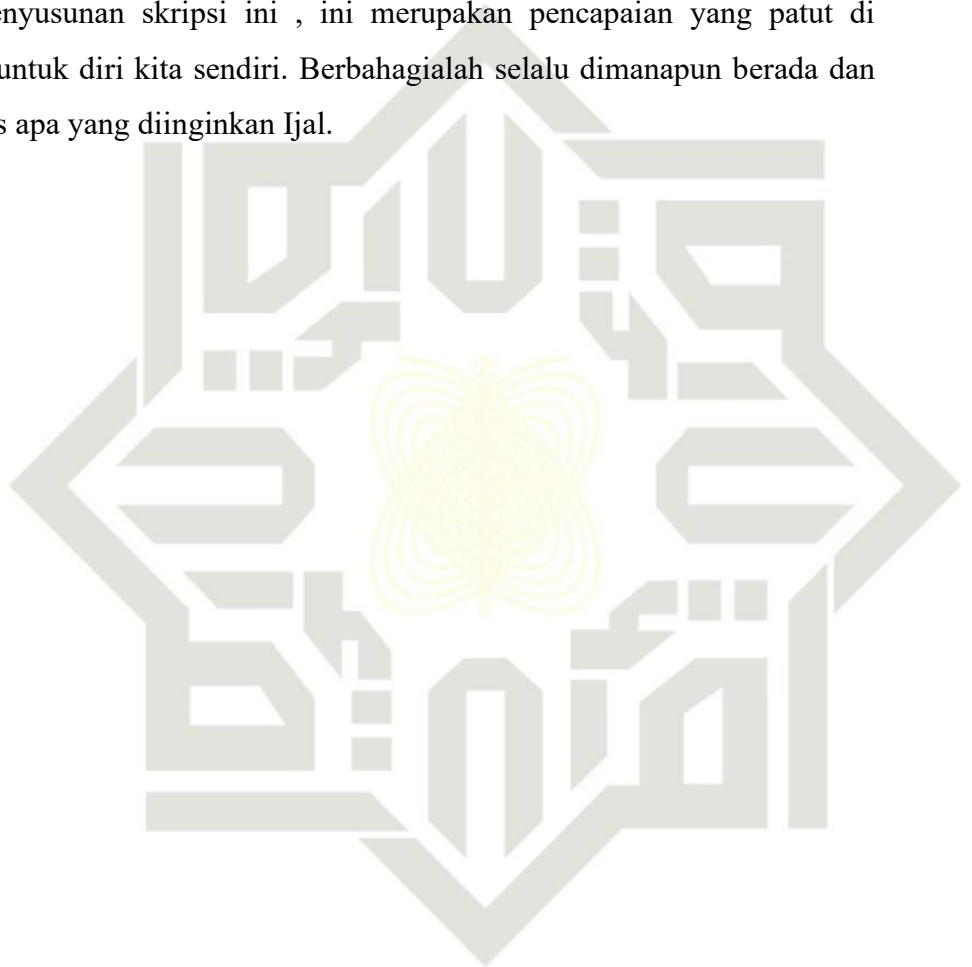 enyusunan skripsi ini , ini merupakan pencapaian yang patut di
untuk diri kita sendiri. Berbahagialah selalu dimanapun berada dan
s apa yang diinginkan Ijal.